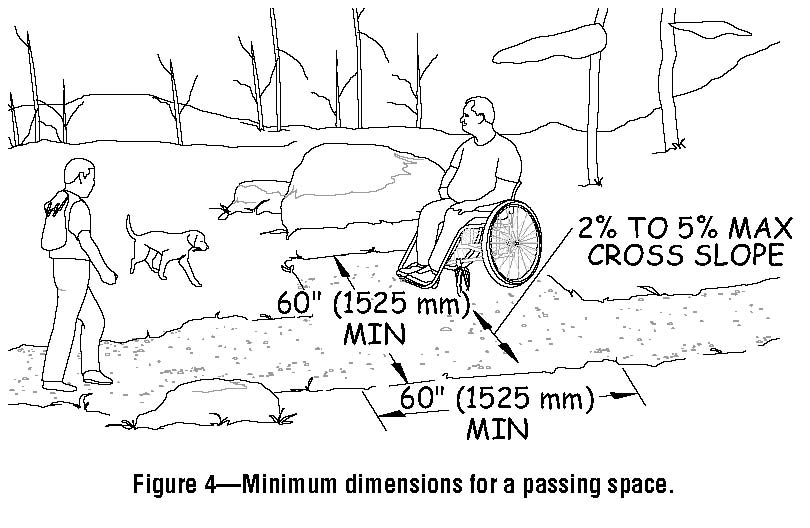 2% TO 5% MAX
CROSS SLOPE
60" (1525 mm)
MIN
60" (1525 mm)
MIN
Figure 4—Minimum dimensions for a passing space.